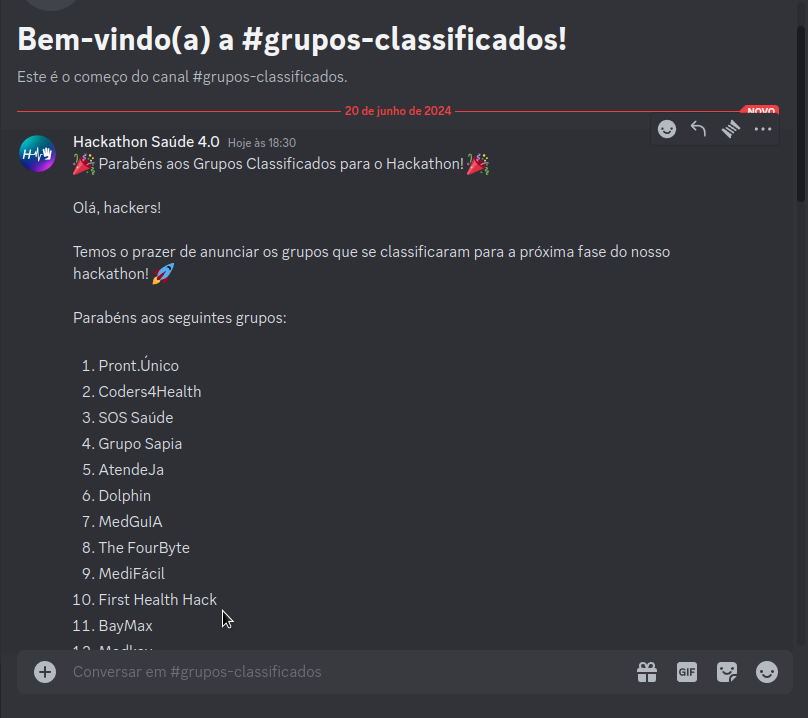 Bem-vindo(a) a #grupos-classificados!
Este é o começo do canal #grupos-classificados.
20 de junho de 2024 NOVO
Hackathon Saúde 4.0 Hoje às 18:30
🎉 Parabéns aos Grupos Classificados para o Hackathon! 🎉
Olá, hackers!
Temos o prazer de anunciar os grupos que se classificaram para a próxima fase do nosso
hackathon! 🚀
Parabéns aos seguintes grupos:
1. Pront.Único
2. Coders4Health
3. SOS Saúde
4. Grupo Sapia
5. AtendeJa
6. Dolphin
7. MedGuIA
8. The FourByte
9. MediFácil
10. First Health Hack
11. BayMax
Conversar em #grupos-classificados
GIF